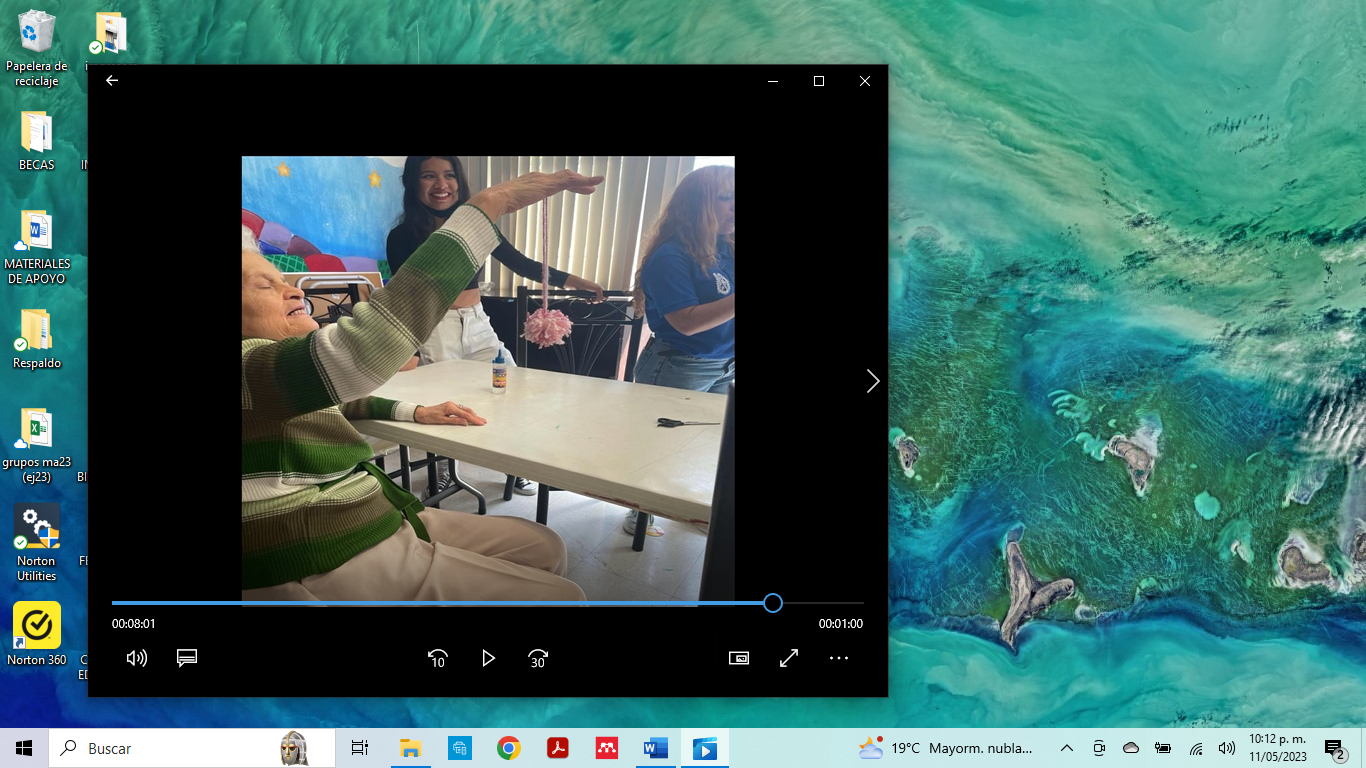 Papelera de
reciclaje
BECAS
MATERIALES
DE APOYO
Respaldo
grupos ma23
(ej23)
Norton
Utilities
Norton 360
00:08:01
00:01:00
10
30
Buscar
19°C Mayorm. nubla...
10:12 p. m.
11/05/2023
2